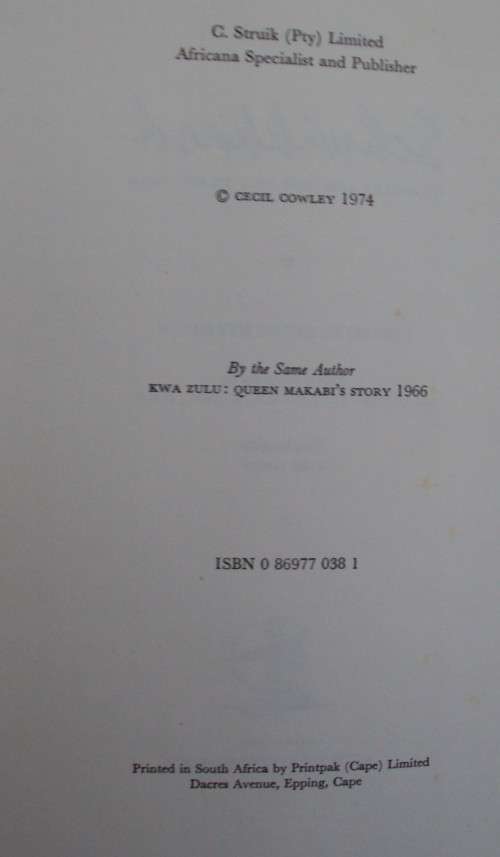 C. Struik (Pty) Limited
Africana Specialist and Publisher
© CECIL COWLEY 1974
By the Same Author
KWA ZULU: QUEEN MAKABI'S STORY 1966
ISBN 0 86977 038 1
Printed in South Africa by Printpak (Cape) Limited
Dacres Avenue, Epping, Cape